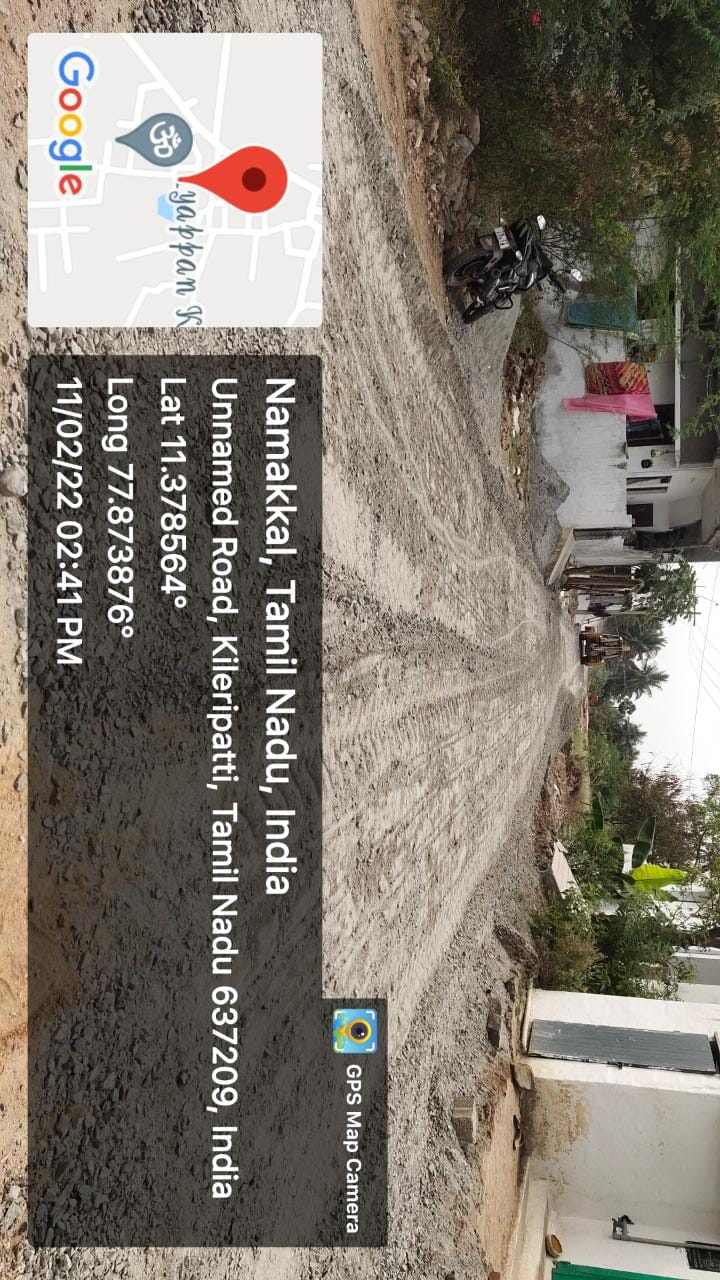 Google
yappan K
Namakkal, Tamil Nadu, India
Unnamed Road, Kileripatti, Tamil Nadu 637209, India
Lat 11.378564°
Long 77.873876°
11/02/22 02:41 PM
GPS Map Camera